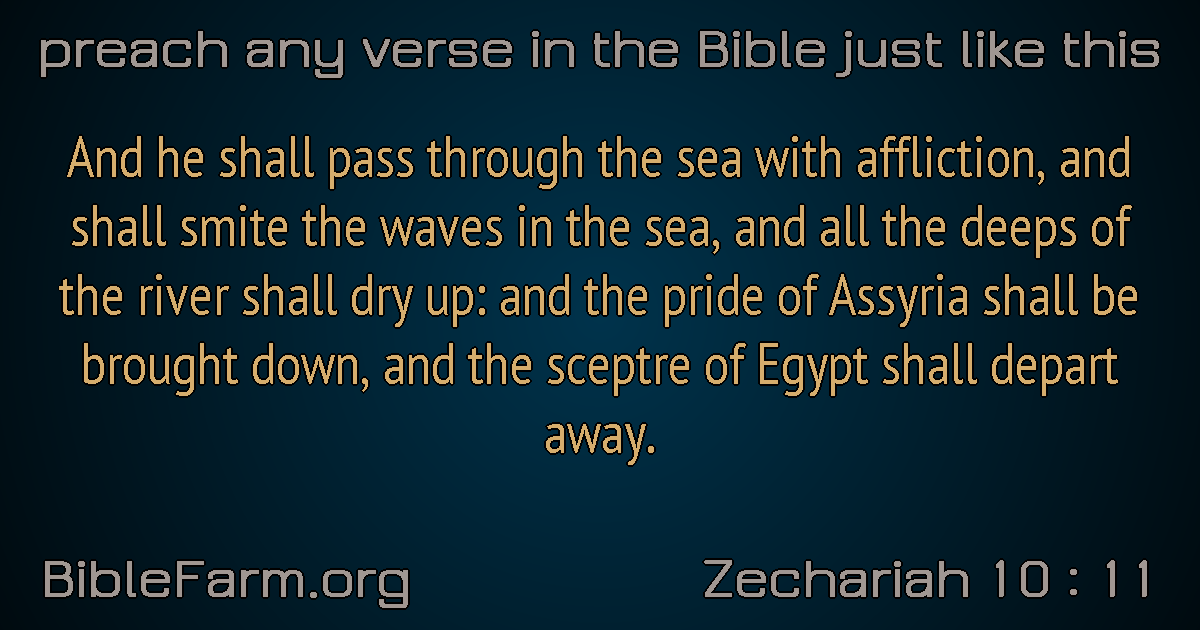 preach any verse in the Bible just like this
And he shall pass through the sea with affliction, and
shall smite the waves in the sea, and all the deeps of
the river shall dry up: and the pride of Assyria shall be
brought down, and the sceptre of Egypt shall depart
away.
BibleFarm.org
Zechariah 10 : 11